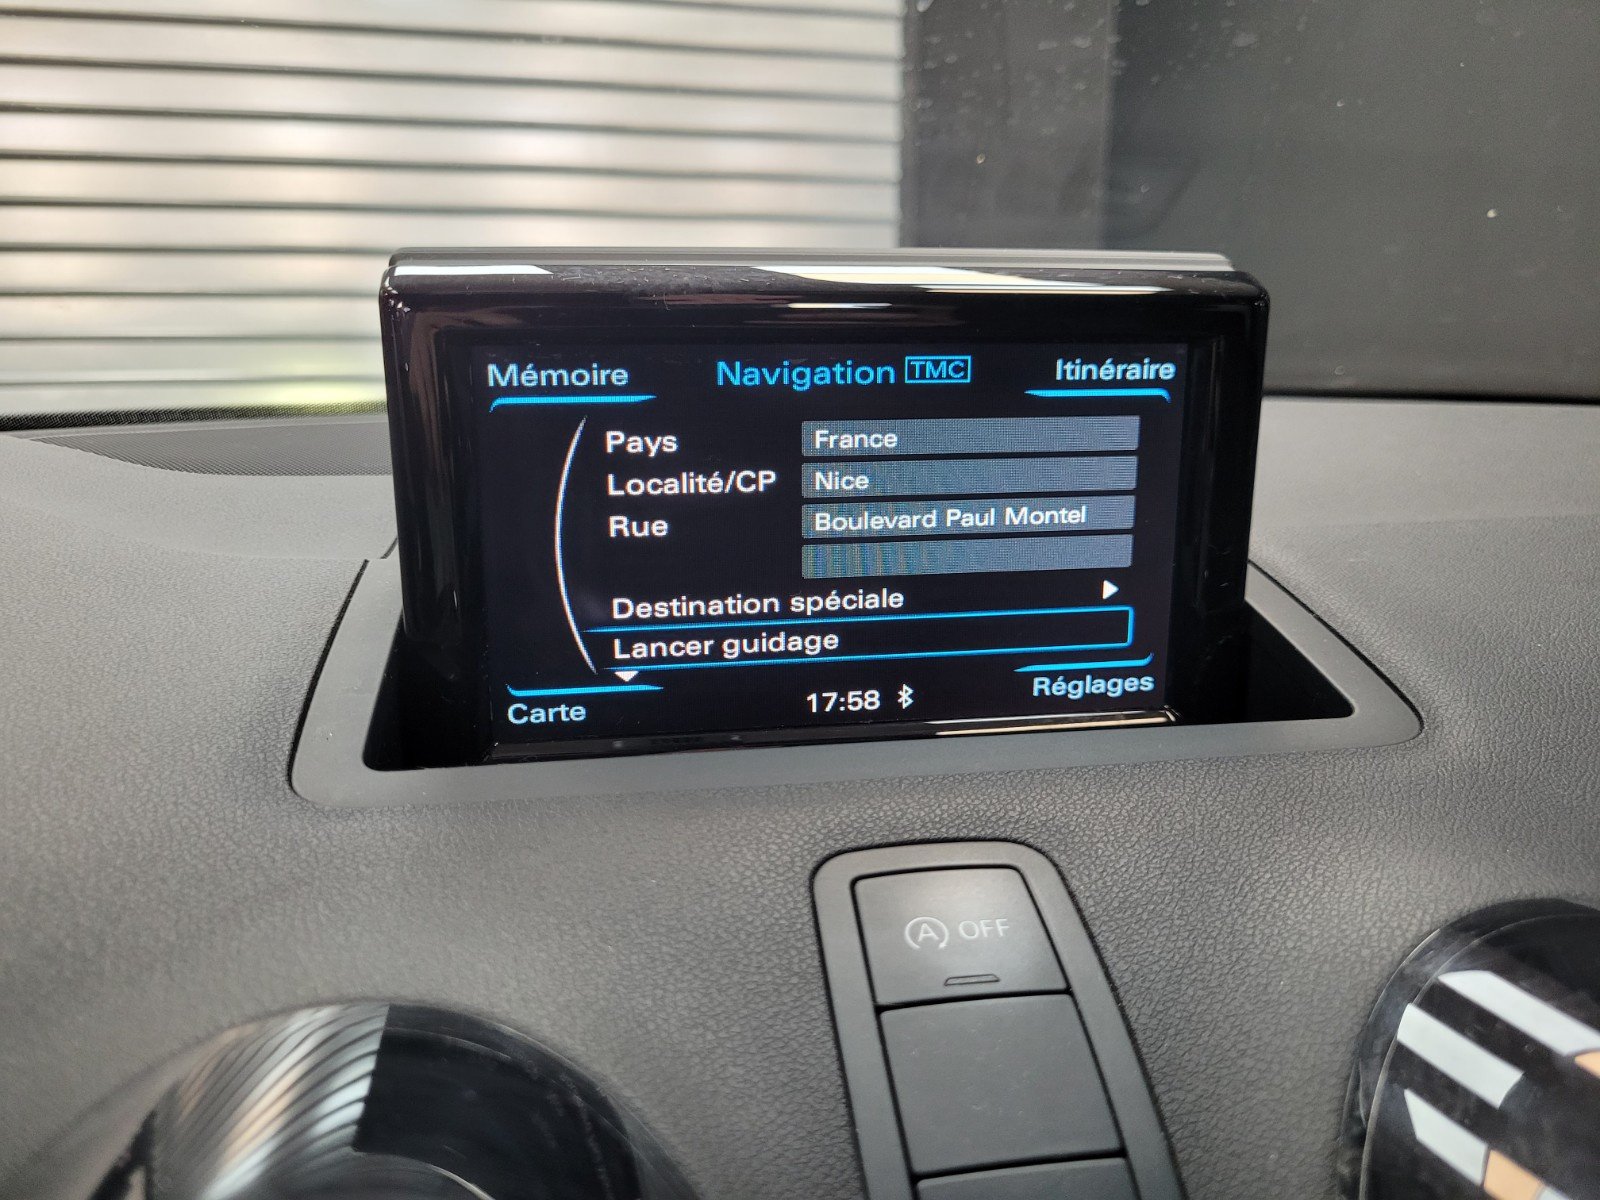 Mémoire Navigation TMC Itinéraire
Pays France
Localité/CP Nice
Rue Boulevard Paul Montel
Destination spéciale
Lancer guidage
Carte 17:58 Réglages
A OFF